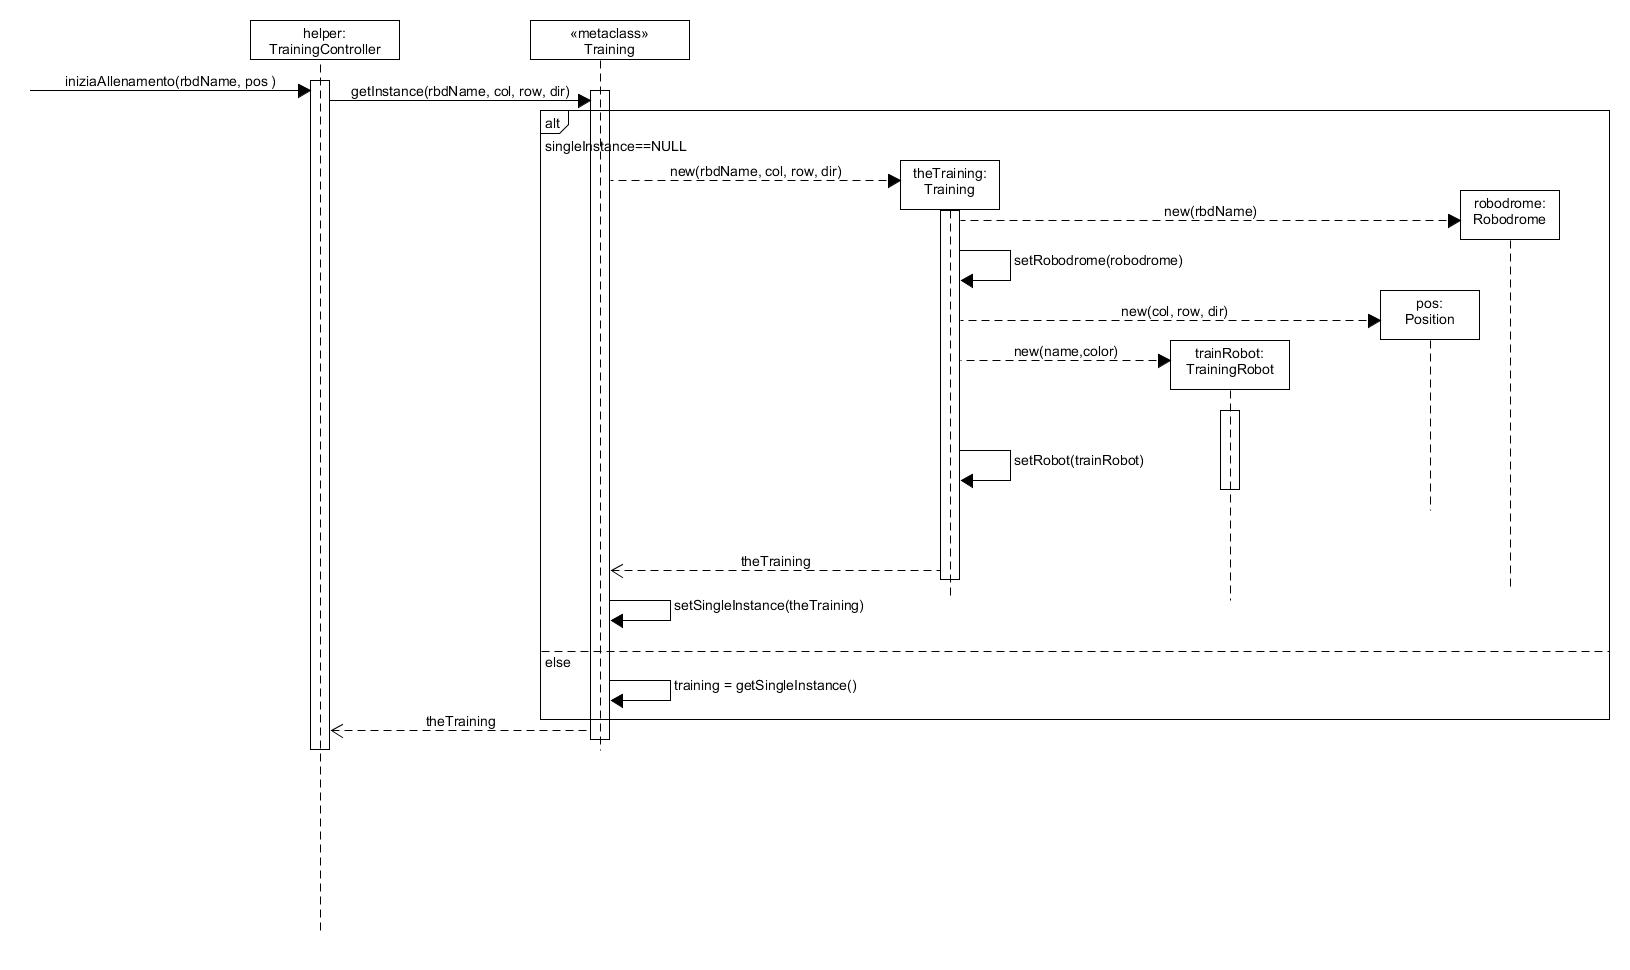 helper:
TrainingController
«metaclass»
Training
iniziaAllenamento(rbdName, pos )
getInstance(rbdName, col, row, dir)
alt
singleInstance==NULL
new(rbdName, col, row, dir)
theTraining:
Training
new(rbdName)
robodrome:
Robodrome
setRobodrome(robodrome)
new(col, row, dir)
pos:
Position
new(name,color)
trainRobot:
TrainingRobot
setRobot(trainRobot)
theTraining
setSingleInstance(theTraining)
else
training = getSingleInstance()
theTraining